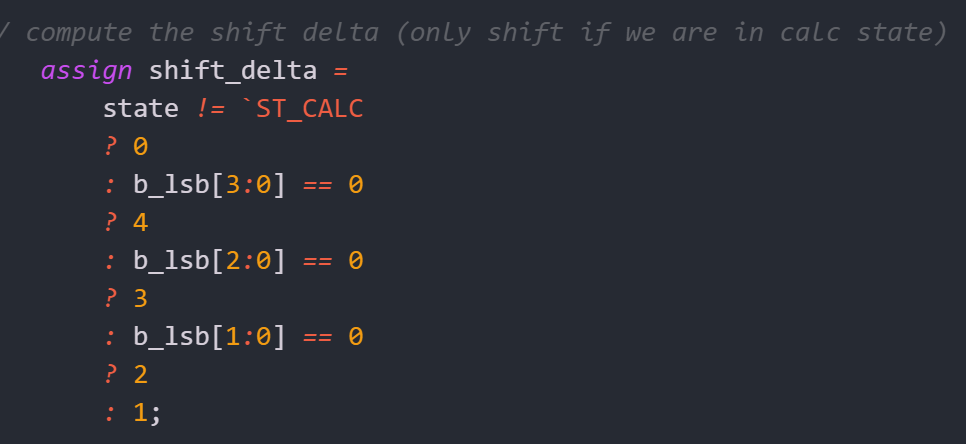 / compute the shift delta (only shift if we are in calc state)
assign shift_delta =
state != `ST_CALC
? 0
: b_lsb[3:0] == 0
? 4
: b_lsb[2:0] == 0
? 3
: b_lsb[1:0] == 0
? 2
: 1;